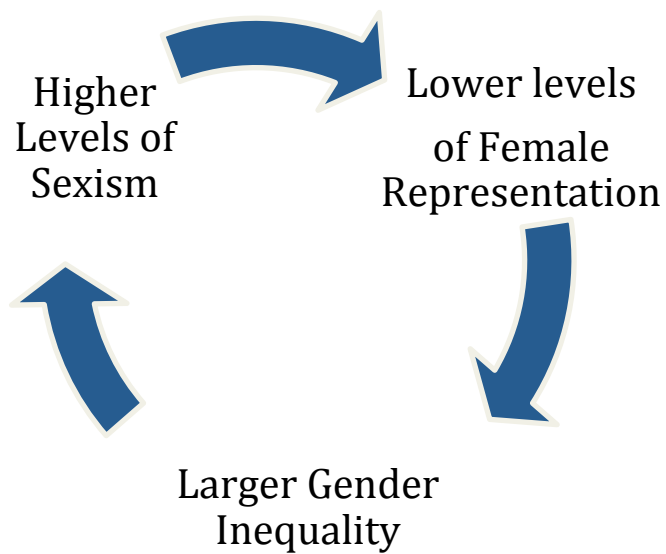 Higher
Levels of
Sexism
Lower levels
of Female
Representation
Larger Gender
Inequality